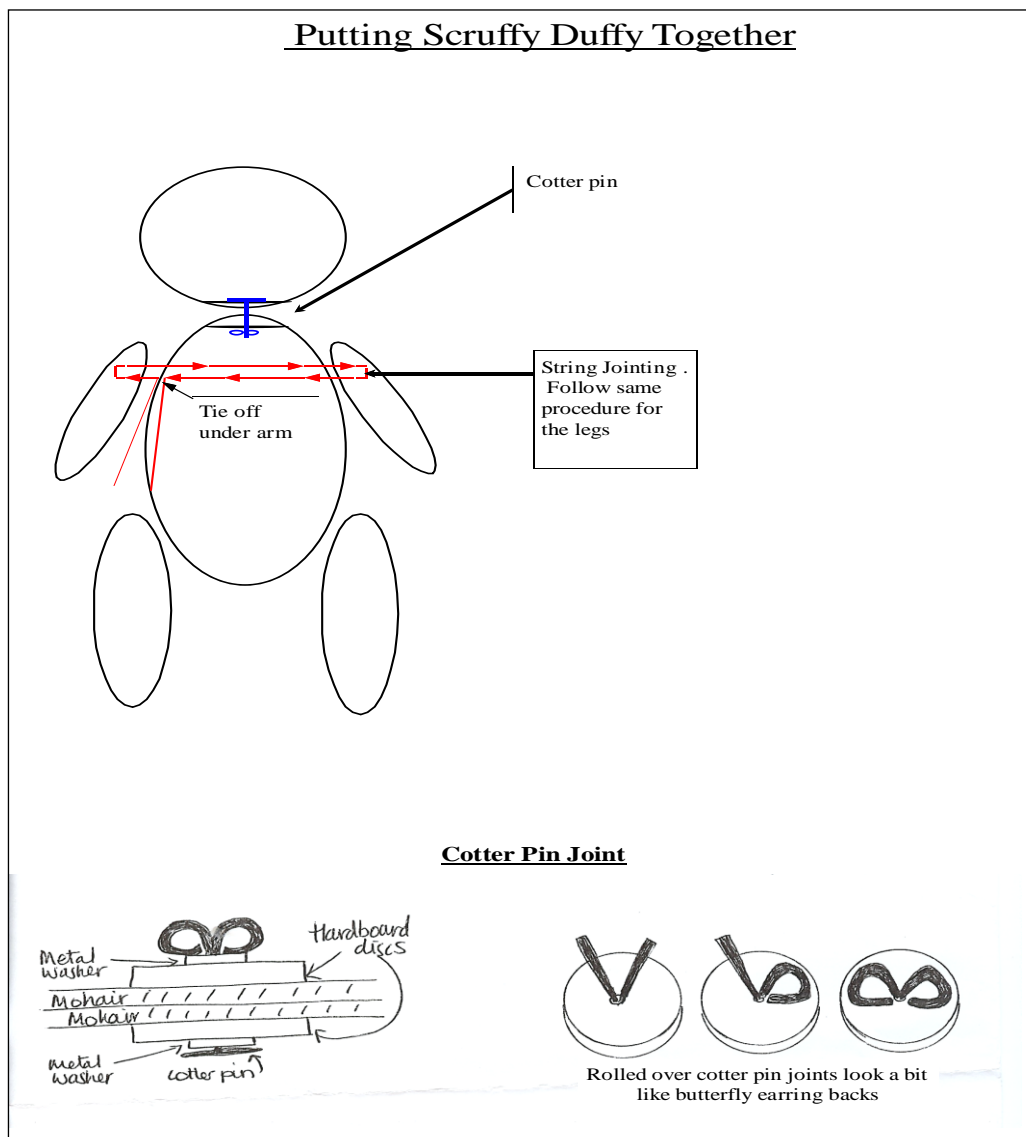 Putting Scruffy Duffy Together
Cotter pin
String Jointing .
Follow same
procedure for
the legs
Tie off
under arm
Cotter Pin Joint
Hardboard
discs
Metal
washer
Mohair
Mohair
Metal
washer
cotter pin
Rolled over cotter pin joints look a bit
like butterfly earring backs